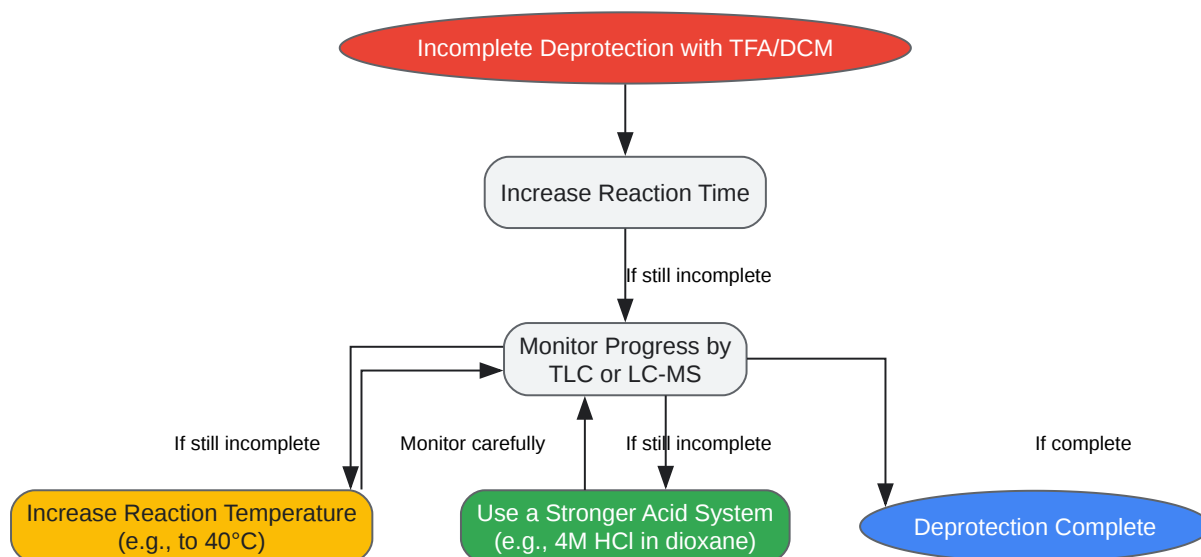 Incomplete Deprotection with TFA/DCM
Increase Reaction Time
If still incomplete
Monitor Progress by
TLC or LC-MS
If still incomplete
Monitor carefully
If still incomplete
If complete
Increase Reaction Temperature
(e.g., to 40°C)
Use a Stronger Acid System
(e.g., 4M HCl in dioxane)
Deprotection Complete